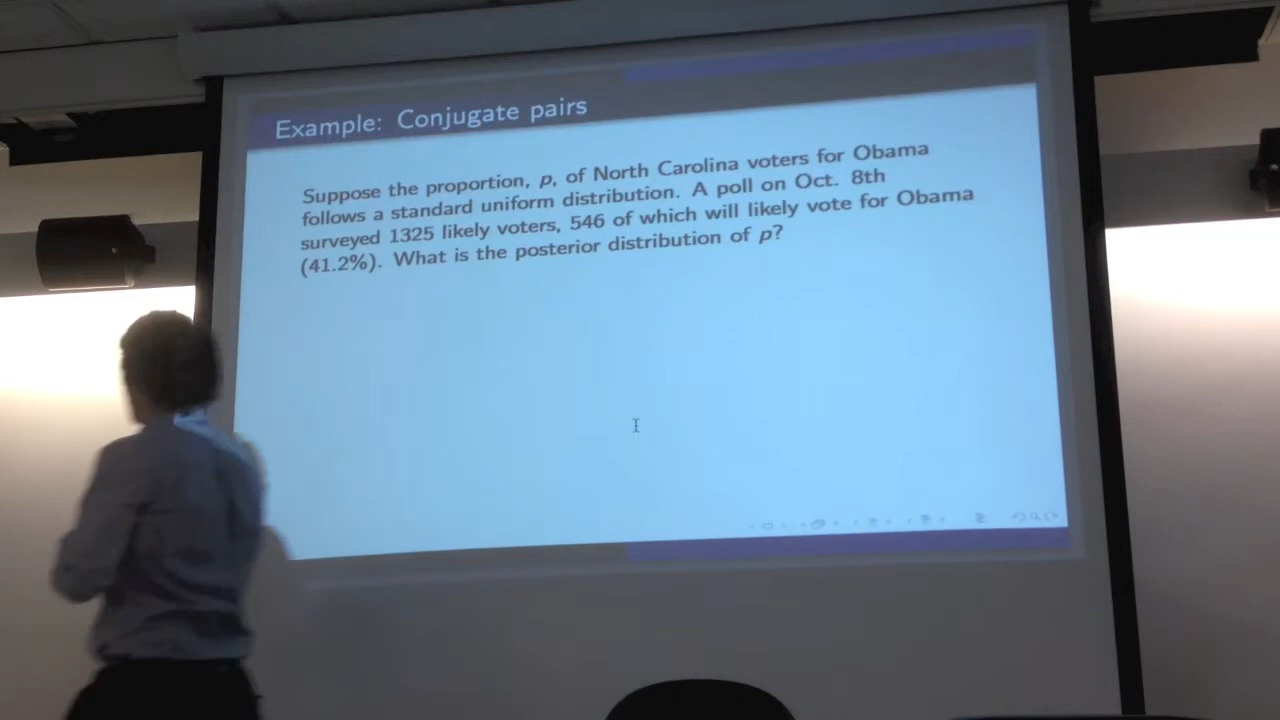 Example: Conjugate pairs
Suppose the proportion, p, of North Carolina voters for Obama
follows a standard uniform distribution. A poll on Oct. 8th
surveyed 1325 likely voters, 546 of which will likely vote for Obama
(41.2%). What is the posterior distribution of p?